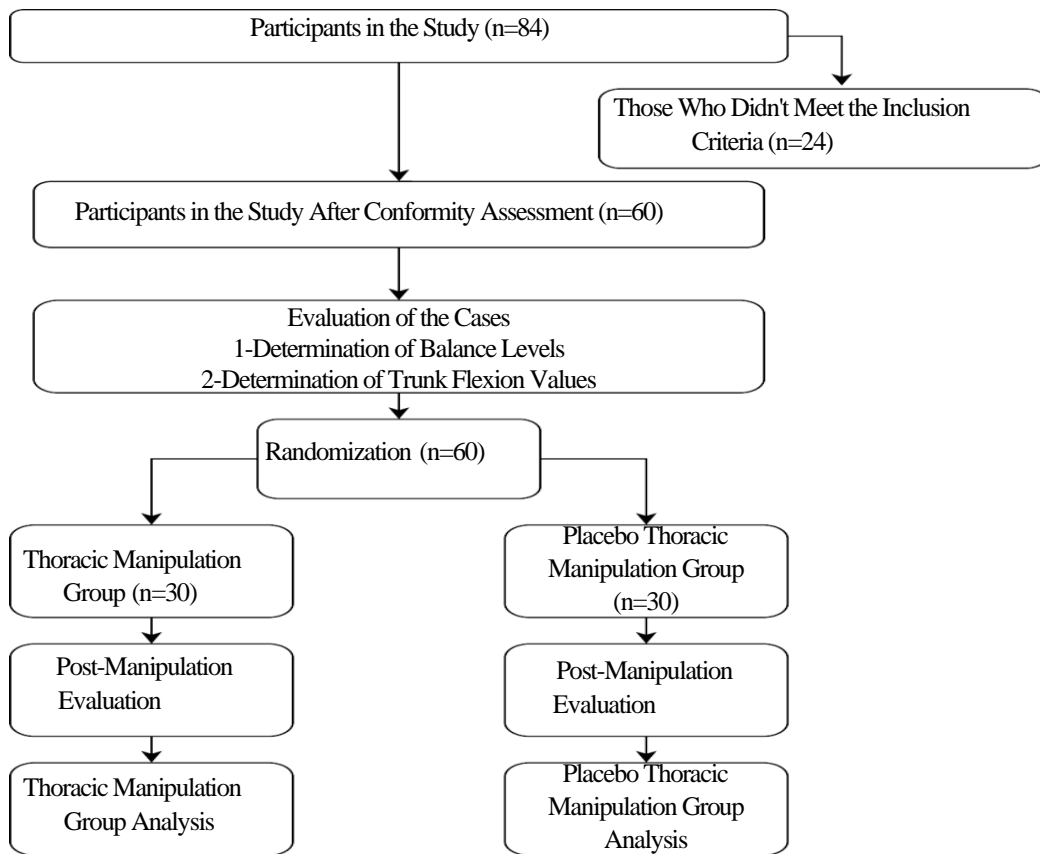 Participants in the Study (n=84)
Those Who Didn't Meet the Inclusion
Criteria (n=24)
Participants in the Study After Conformity Assessment (n=60)
Evaluation of the Cases
1-Determination of Balance Levels
2-Determination of Trunk Flexion Values
Randomization (n=60)
Thoracic Manipulation
Group (n=30)
Placebo Thoracic
Manipulation Group
(n=30)
Post-Manipulation
Evaluation
Post-Manipulation
Evaluation
Thoracic Manipulation
Group Analysis
Placebo Thoracic
Manipulation Group
Analysis